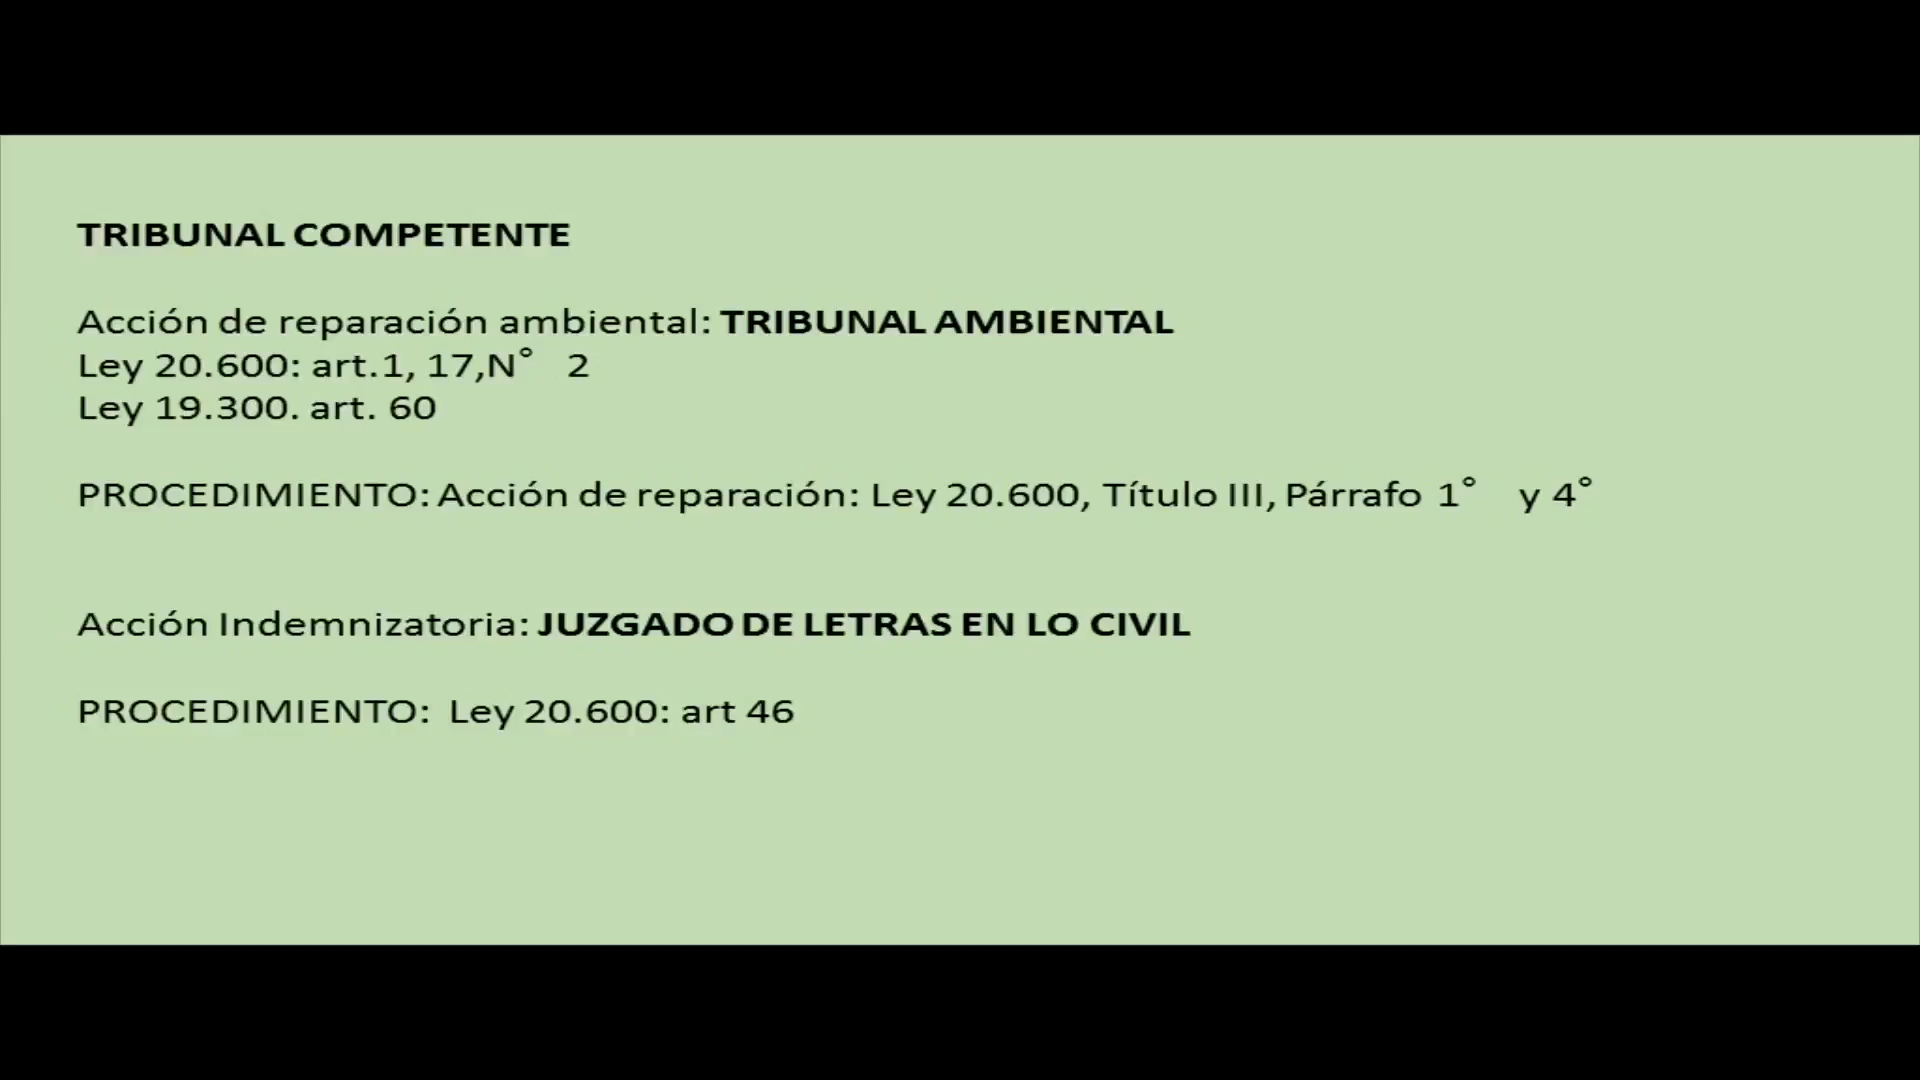 TRIBUNAL COMPETENTE
Acción de reparación ambiental: TRIBUNAL AMBIENTAL
Ley 20.600: art.1, 17,N° 2
Ley 19.300. art. 60
PROCEDIMIENTO: Acción de reparación: Ley 20.600, Título III, Párrafo 1° y 4°
Acción Indemnizatoria: JUZGADO DE LETRAS EN LO CIVIL
PROCEDIMIENTO: Ley 20.600: art 46